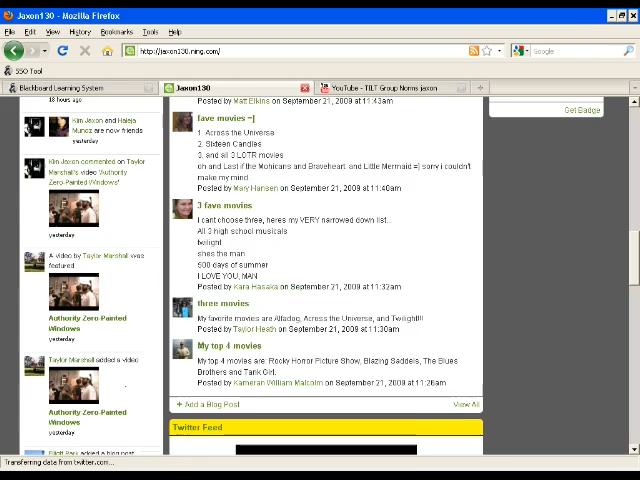 Jaxon130 - Mozilla Firefox
File Edit View History Bookmarks Tools Help
http://jaxon130.ning.com/
Google
SSO Tool
Blackboard Learning System
Jaxon130
YouTube - TILT Group Norms jaxon
18 hours ago
Kim Jaxon and Haleja
Munoz are now friends
yesterday
Kim Jaxon commented on Taylor
Marshall's video 'Authority
Zero-Painted Windows'
yesterday
A video by Taylor Marshall was
featured
Authority Zero-Painted
Windows
yesterday
Taylor Marshall added a video
Authority Zero-Painted
Windows
yesterday
Elliott Park added a blog post
Posted by Matt Elkins on September 21, 2009 at 11:43am
fave movies =]
1. Across the Universe
2. Sixteen Candles
3. and all 3 LOTR movies
oh and Last if the Mohicans and Braveheart. and Little Mermaid =] sorry i couldn't
make my mind.
Posted by Mary Hansen on September 21, 2009 at 11:40am
3 fave movies
I cant choose three, heres my VERY narrowed down list...
All 3 high school musicals
twilight
shes the man
500 days of summer
I LOVE YOU, MAN
Posted by Kara Hasaka on September 21, 2009 at 11:32am
three movies
My favorite movies are Alfadog, Across the Universe, and Twilight!!!
Posted by Taylor Heath on September 21, 2009 at 11:30am
My top 4 movies
My top 4 movies are: Rocky Horror Picture Show, Blazing Saddels, The Blues
Brothers and Tank Girl.
Posted by Kameran William Malcolm on September 21, 2009 at 11:26am
+ Add a Blog Post
View All
Twitter Feed
Get Badge
Transferring data from twitter.com...